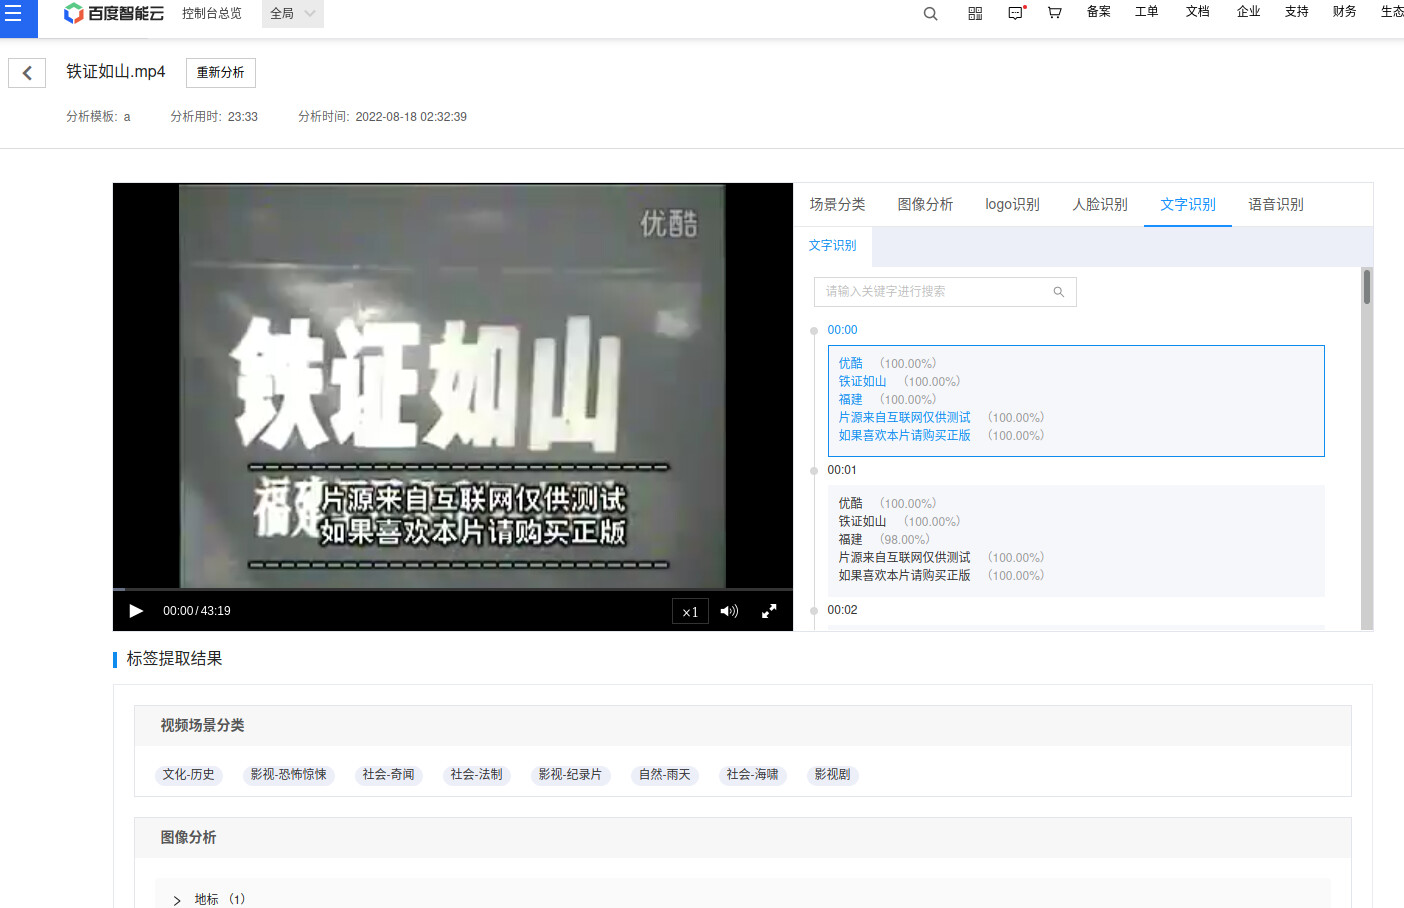 百度智能云 控制台总览 全局 备案 工单 文档 企业 支持 财务 生态
铁证如山.mp4 重新分析
分析模板: a 分析用时: 23:33 分析时间: 2022-08-18 02:32:39
优酷
铁证如山
福建
片源来自互联网仅供测试
如果喜欢本片请购买正版
00:00 / 43:19 ×1
场景分类 图像分析 logo识别 人脸识别 文字识别 语音识别
文字识别
请输入关键字进行搜索
00:00
优酷 （100.00%）
铁证如山 （100.00%）
福建 （100.00%）
片源来自互联网仅供测试 （100.00%）
如果喜欢本片请购买正版 （100.00%）
00:01
优酷 （100.00%）
铁证如山 （100.00%）
福建 （98.00%）
片源来自互联网仅供测试 （100.00%）
如果喜欢本片请购买正版 （100.00%）
00:02
标签提取结果
视频场景分类
文化-历史 影视-恐怖惊悚 社会-奇闻 社会-法制 影视-纪录片 自然-雨天 社会-海啸 影视剧
图像分析
地标 （1）